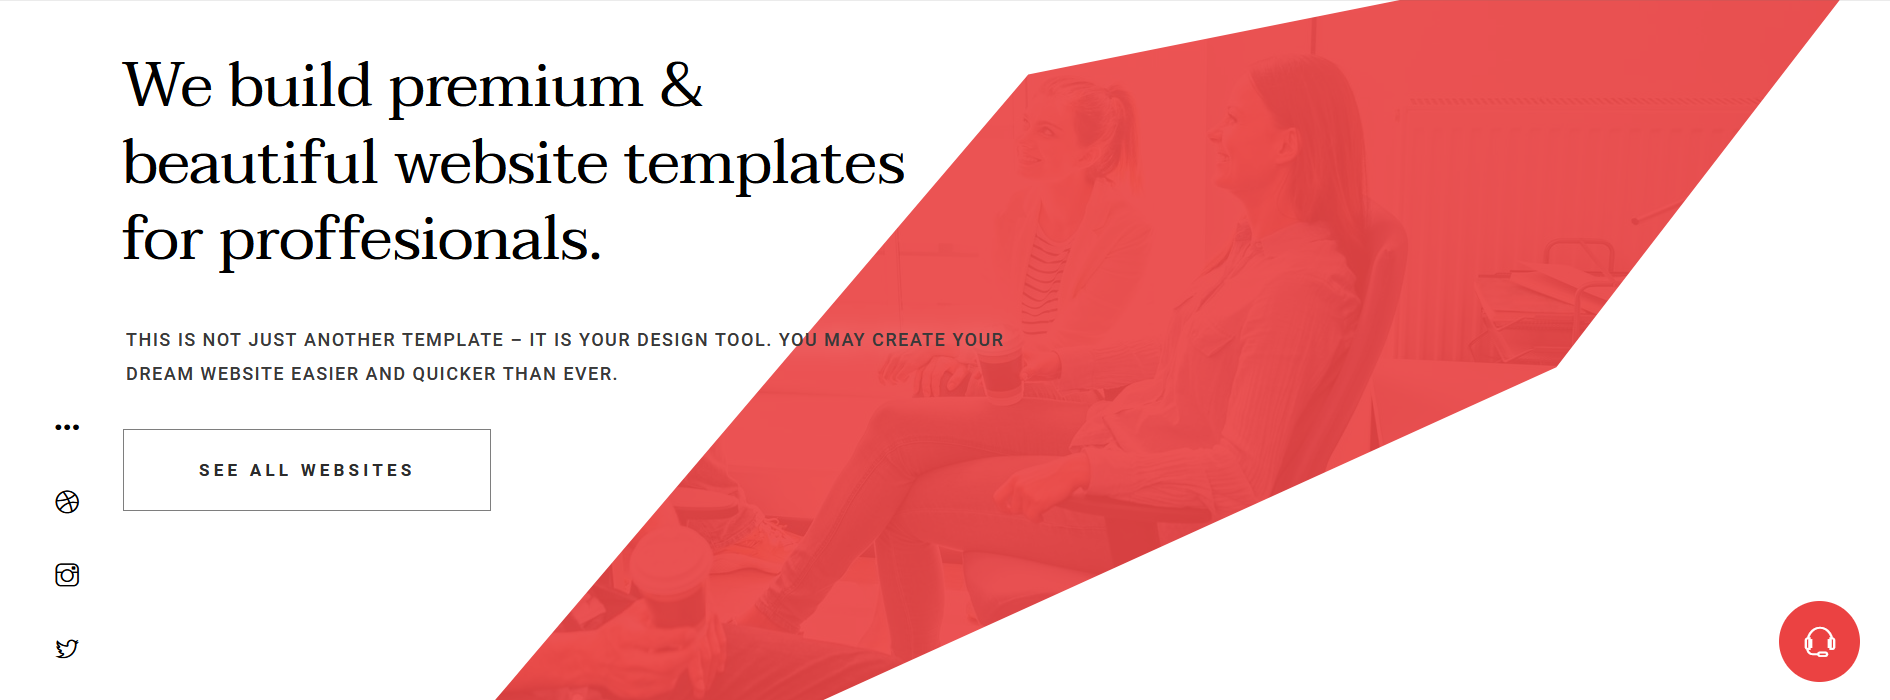 We build premium &
beautiful website templates
for proffesionals.
THIS IS NOT JUST ANOTHER TEMPLATE – IT IS YOUR DESIGN TOOL. YOU MAY CREATE YOUR
DREAM WEBSITE EASIER AND QUICKER THAN EVER.
SEE ALL WEBSITES